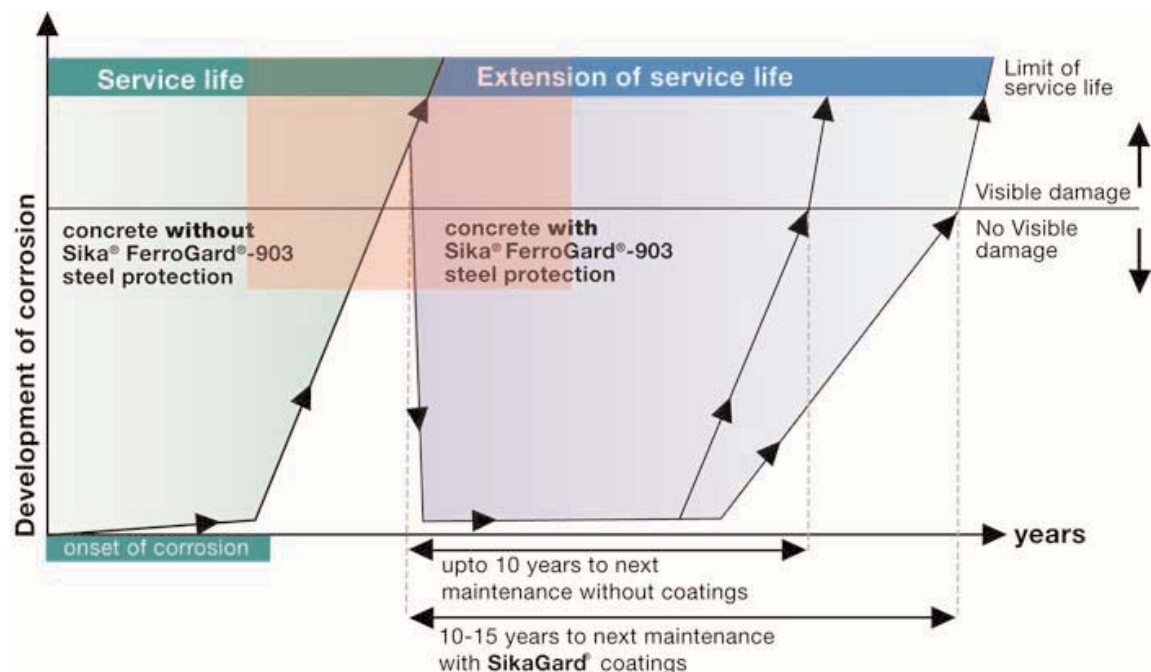 Service life
Extension of service life
Limit of
service life
Development of corrosion
Visible damage
No Visible
damage
concrete without
Sika® FerroGard®-903
steel protection
concrete with
Sika® FerroGard®-903
steel protection
years
onset of corrosion
upto 10 years to next
maintenance without coatings
10-15 years to next maintenance
with SikaGard® coatings